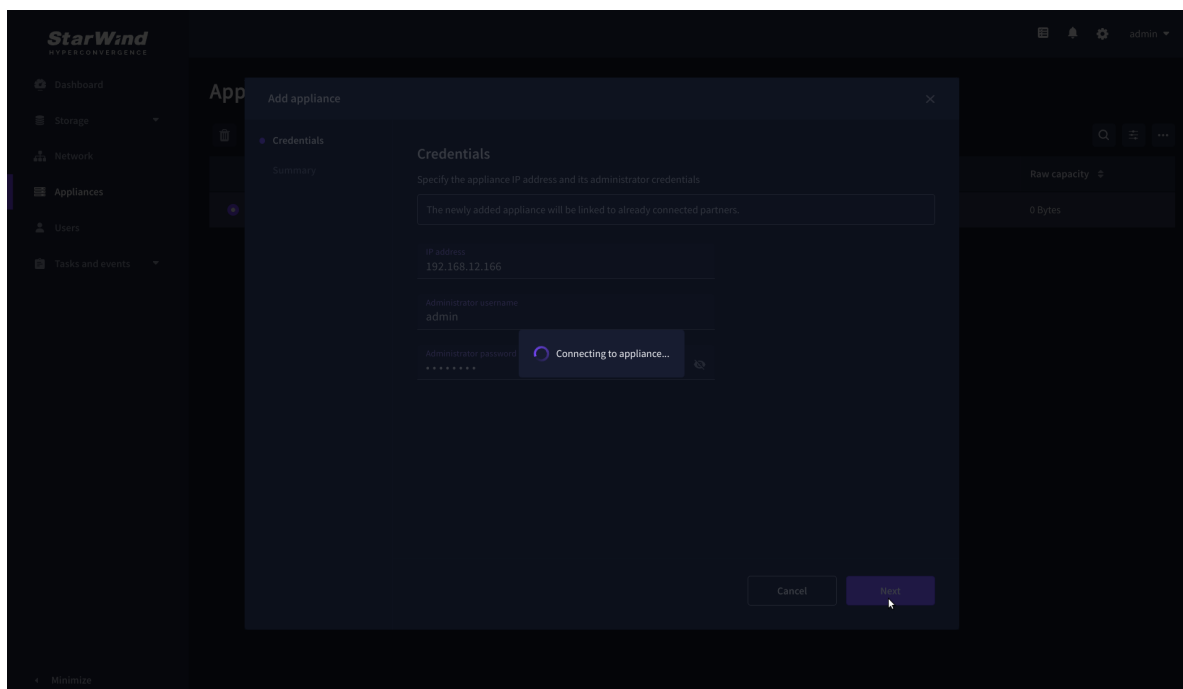 StarWind
HYPERCONVERGENCE
admin
Dashboard
Storage
Network
Appliances
Users
Tasks and events
Minimize
App
Raw capacity
0 Bytes
Add appliance
Credentials
Summary
Credentials
Specify the appliance IP address and its administrator credentials
The newly added appliance will be linked to already connected partners.
IP address
192.168.12.166
Administrator username
admin
Administrator password
••••••••
Connecting to appliance...
Cancel
Next